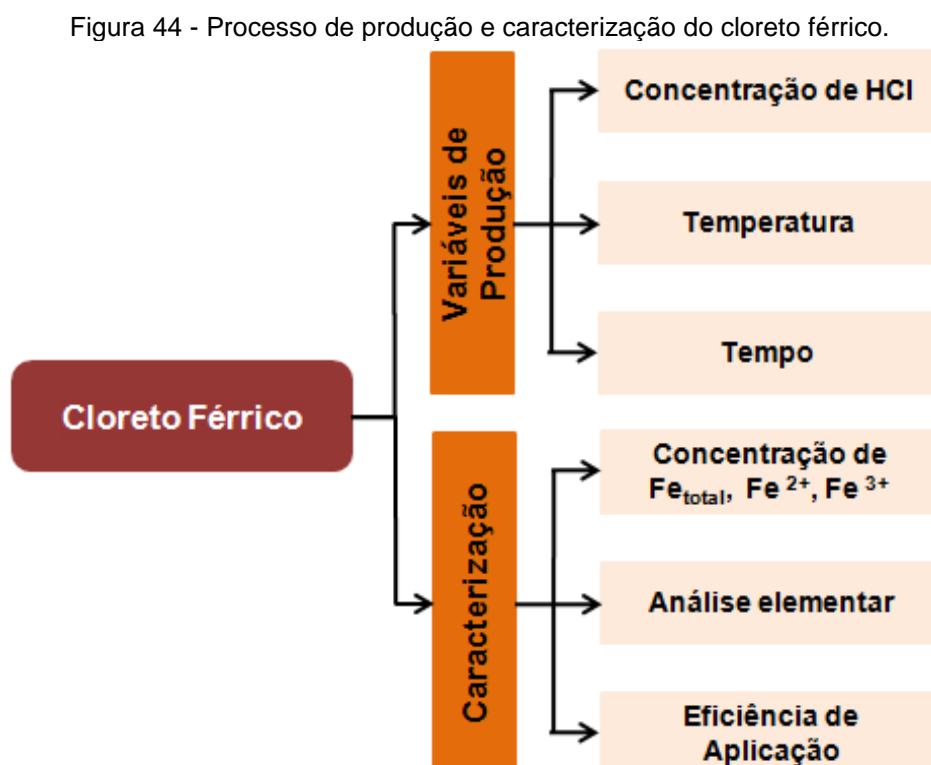 Figura 44 - Processo de produção e caracterização do cloreto férrico.
Cloreto Férrico
Variáveis de
Produção
Concentração de HCl
Temperatura
Tempo
Caracterização
Concentração de
Fe_total, Fe ²⁺, Fe ³⁺
Análise elementar
Eficiência de
Aplicação